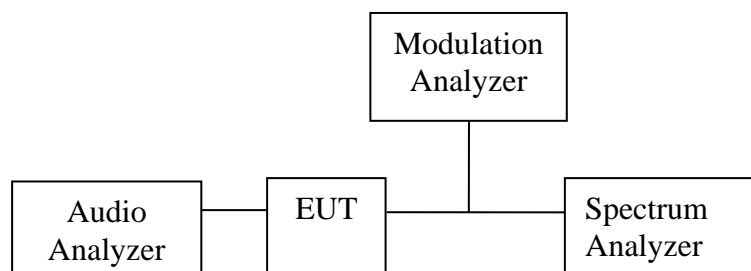 Modulation
Analyzer
Audio
Analyzer
EUT
Spectrum
Analyzer